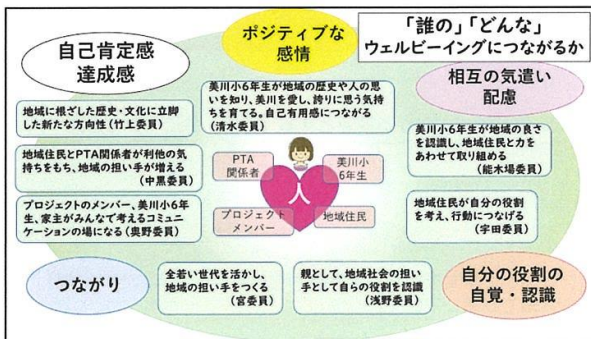 「誰の」「どんな」
ウェルビーイングにつながるか
自己肯定感
達成感
ポジティブな
感情
相互の気遣い
配慮
地域に根ざした歴史・文化に立脚
した新たな方向性(竹上委員)
美川小6年生が地域の歴史や人の
思いを知り、美川を愛し、誇りに思う気持
ちを育てる。自己有用感につながる
(清水委員)
美川小6年生が地域の良さ
を認識し、地域住民と力を
あわせて取り組める
(能木場委員)
地域住民とPTA関係者が利他の気
持ちをもち、地域の担い手が増える
(中黒委員)
PTA
関係者
美川小
6年生
人
プロジェクト
メンバー
地域住民
プロジェクトのメンバー、美川小6年
生、家主がみんなで考えるコミュニ
ケーションの場になる(奥野委員)
地域住民が自分の役割
を考え、行動につなげる
(宇田委員)
つながり
全若い世代を活かし、
地域の担い手をつくる
(宮委員)
親として、地域社会の担い
手として自らの役割を認識
(浅野委員)
自分の役割の
自覚・認識